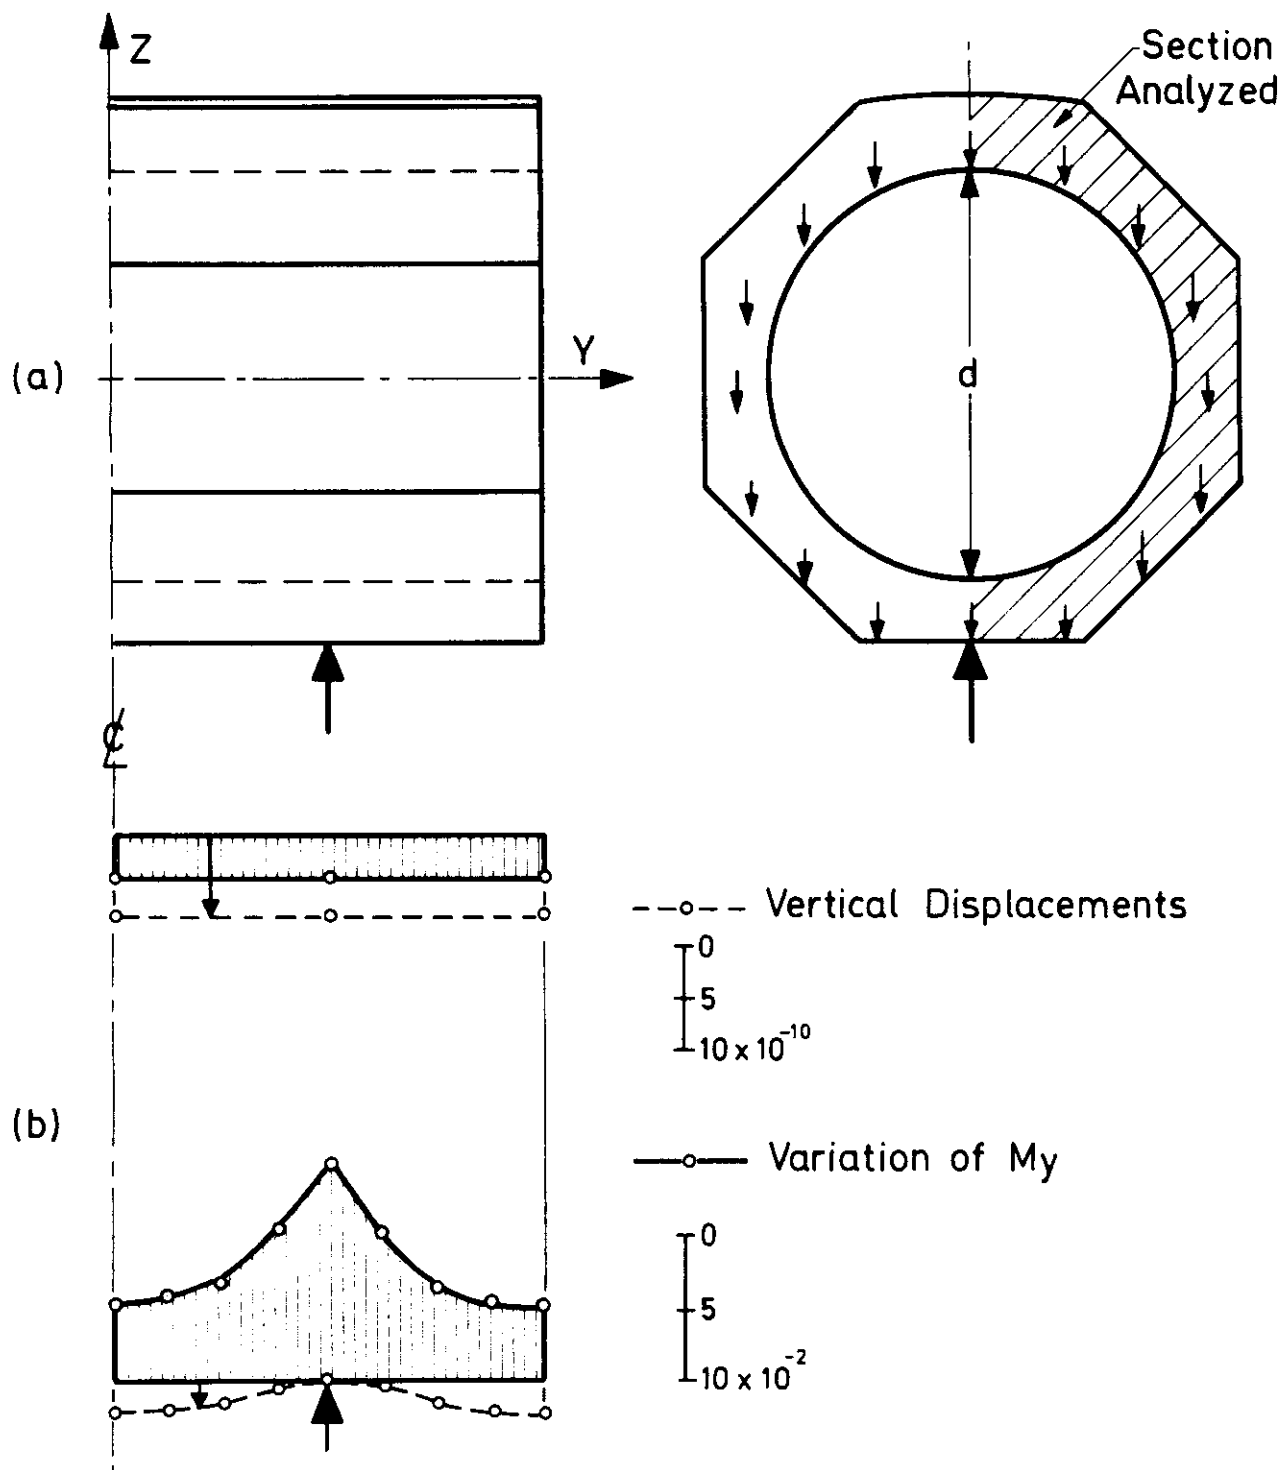 Z
Section
Analyzed
Y
(a)
d
℄
Vertical Displacements
0
5
10 x 10⁻¹⁰
(b)
Variation of My
0
5
10 x 10⁻²